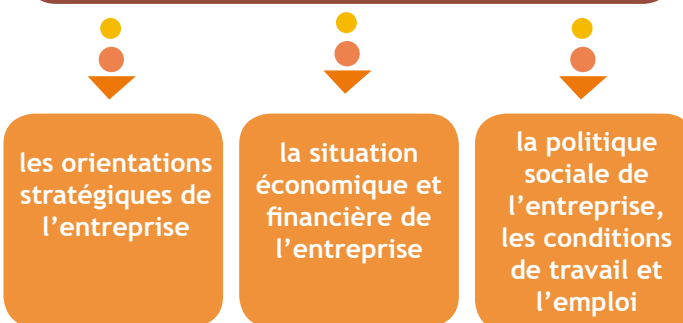 les orientations
stratégiques de
l’entreprise
la situation
économique et
financière de
l’entreprise
la politique
sociale de
l’entreprise,
les conditions
de travail et
l’emploi